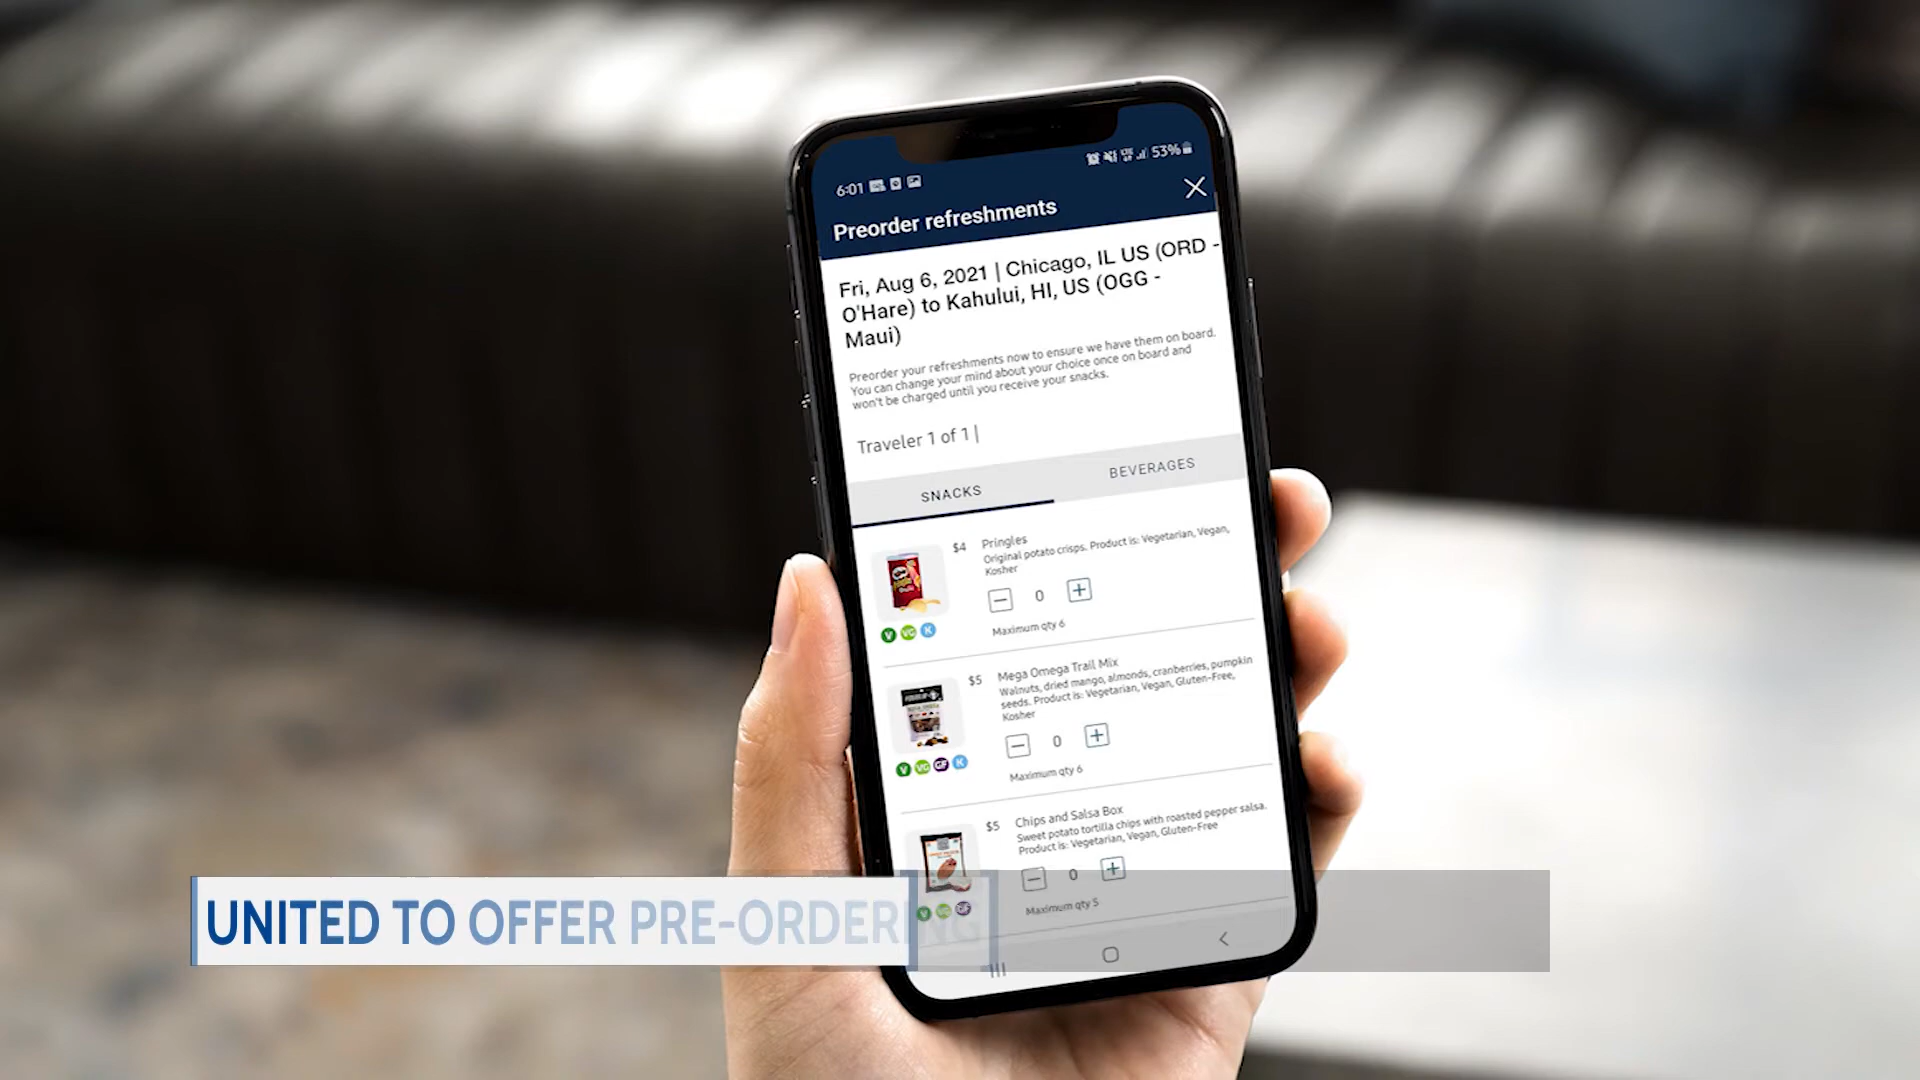 6:01
53%
Preorder refreshments
Fri, Aug 6, 2021 | Chicago, IL US (ORD -
O'Hare) to Kahului, HI, US (OGG -
Maui)
Preorder your refreshments now to ensure we have them on board.
You can change your mind about your choice once on board and
won't be charged until you receive your snacks.
Traveler 1 of 1 |
SNACKS
BEVERAGES
$4 Pringles
Original potato crisps. Product is: Vegetarian, Vegan,
Kosher
0
Maximum qty 6
V VG K
$5 Mega Omega Trail Mix
Walnuts, dried mango, almonds, cranberries, pumpkin
seeds. Product is: Vegetarian, Vegan, Gluten-Free,
Kosher
0
Maximum qty 6
V VG GF K
$5 Chips and Salsa Box
Sweet potato tortilla chips with roasted pepper salsa.
Product is: Vegetarian, Vegan, Gluten-Free
0
Maximum qty 5
V VG GF
UNITED TO OFFER PRE-ORDERING